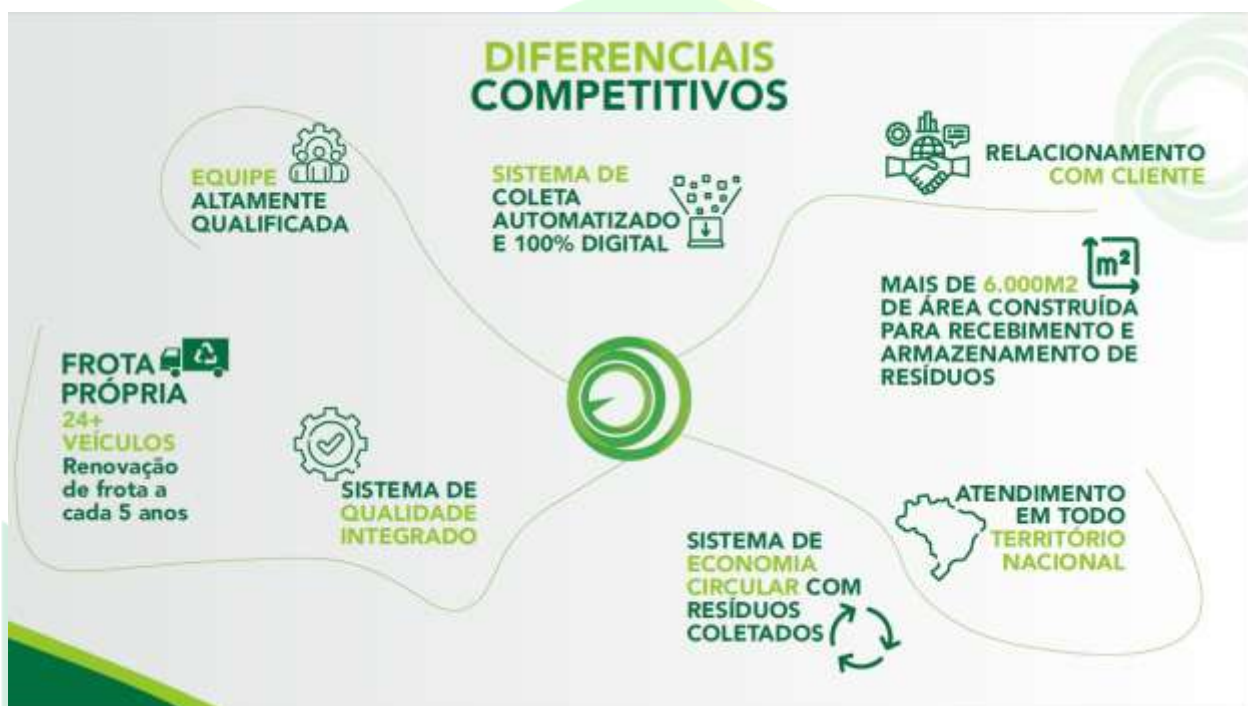 DIFERENCIAIS
COMPETITIVOS
EQUIPE
ALTAMENTE
QUALIFICADA
SISTEMA DE
COLETA
AUTOMATIZADO
E 100% DIGITAL
RELACIONAMENTO
COM CLIENTE
m²
MAIS DE 6.000M2
DE ÁREA CONSTRUÍDA
PARA RECEBIMENTO E
ARMAZENAMENTO DE
RESÍDUOS
FROTA
PRÓPRIA
24+
VEÍCULOS
Renovação
de frota a
cada 5 anos
SISTEMA DE
QUALIDADE
INTEGRADO
SISTEMA DE
ECONOMIA
CIRCULAR COM
RESÍDUOS
COLETADOS
ATENDIMENTO
EM TODO
TERRITÓRIO
NACIONAL